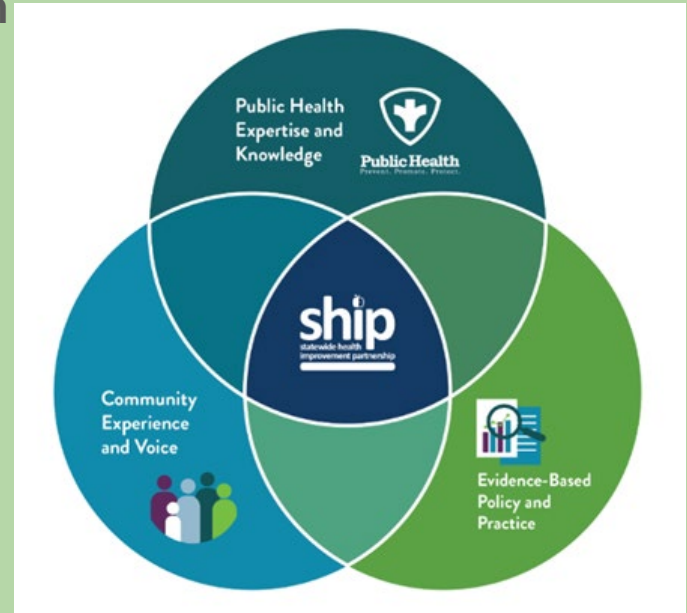 Public Health
Expertise and
Knowledge
Public Health
Prevent. Promote. Protect.
ship
statewide health
improvement partnership
Community
Experience
and Voice
Evidence-Based
Policy and
Practice